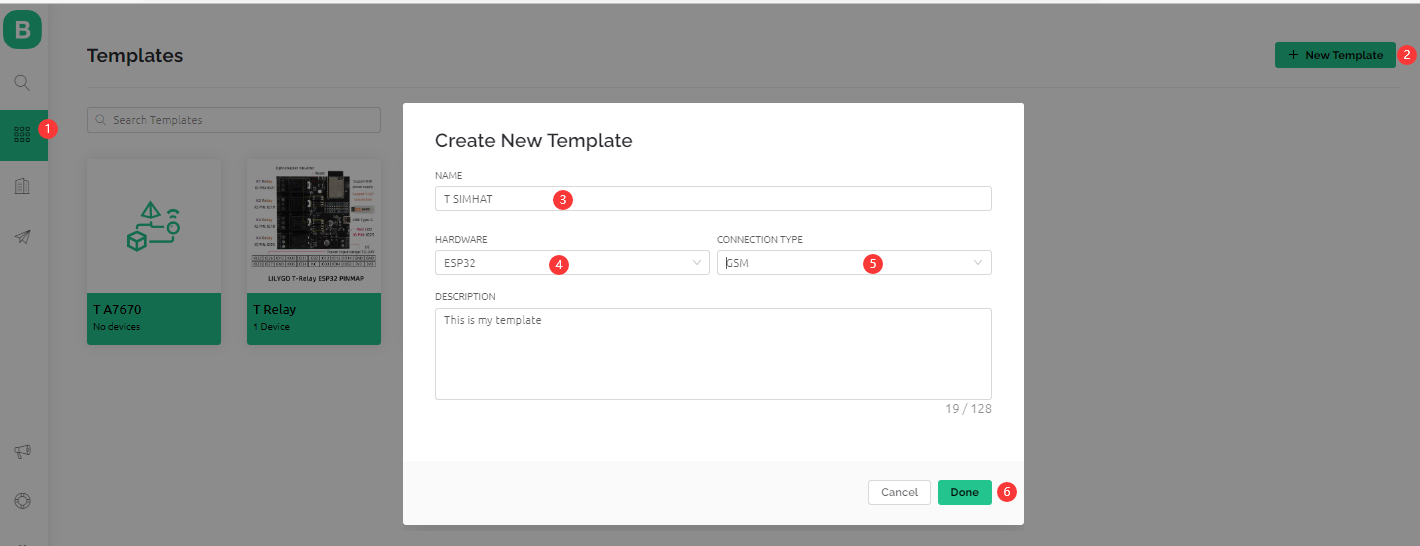 B
Templates
+ New Template
2
Search Templates
1
Create New Template
NAME
T SIMHAT
3
HARDWARE
CONNECTION TYPE
ESP32
4
GSM
5
DESCRIPTION
This is my template
19 / 128
LILYGO T-Relay ESP32 PINMAP
T A7670
No devices
T Relay
1 Device
Cancel
Done
6